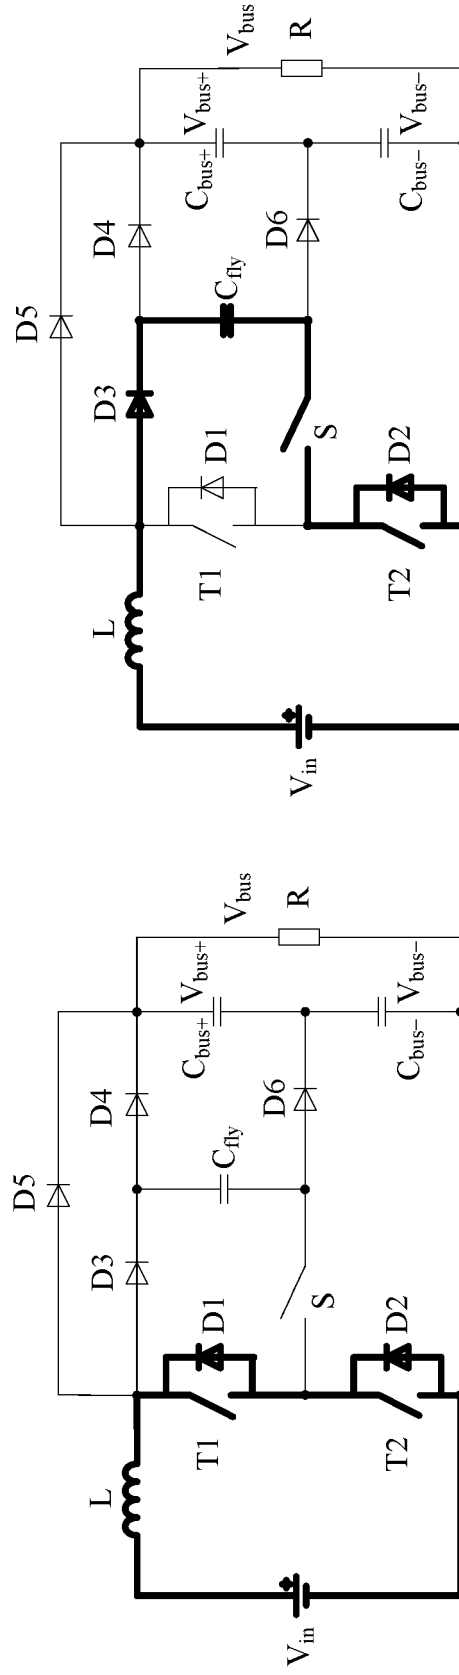 D5
L
D3
D4
V_bus
T1
D1
C_fly
C_bus+
V_bus+
V_in
S
D6
R
T2
D2
C_bus−
V_bus−
D5
L
D3
D4
V_bus
T1
D1
C_fly
C_bus+
V_bus+
V_in
S
D6
R
T2
D2
C_bus−
V_bus−